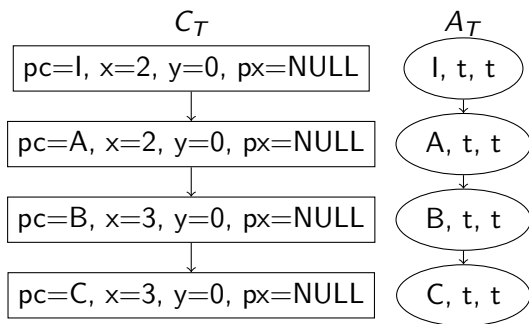 C_T A_T
pc=I, x=2, y=0, px=NULL I, t, t
pc=A, x=2, y=0, px=NULL A, t, t
pc=B, x=3, y=0, px=NULL B, t, t
pc=C, x=3, y=0, px=NULL C, t, t